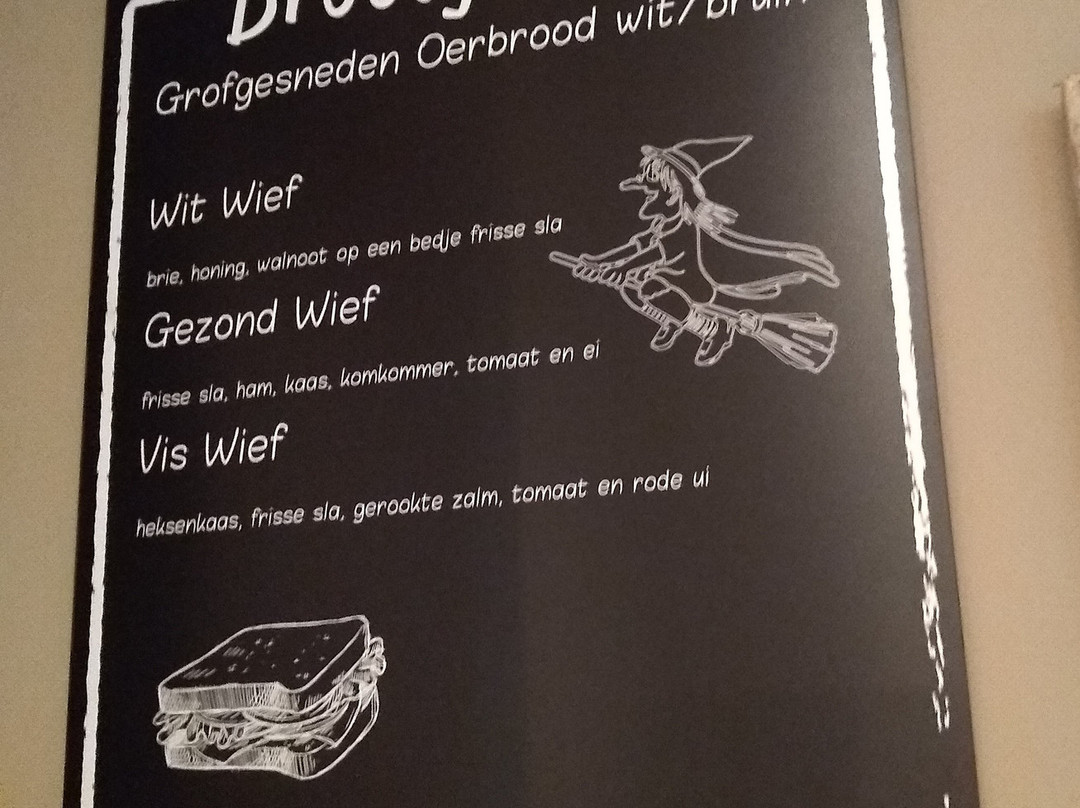 Grofgesneden Oerbrood wit/bruin
Wit Wief
brie, honing, walnoot op een bedje frisse sla
Gezond Wief
frisse sla, ham, kaas, komkommer, tomaat en ei
Vis Wief
heksenkaas, frisse sla, gerookte zalm, tomaat en rode ui